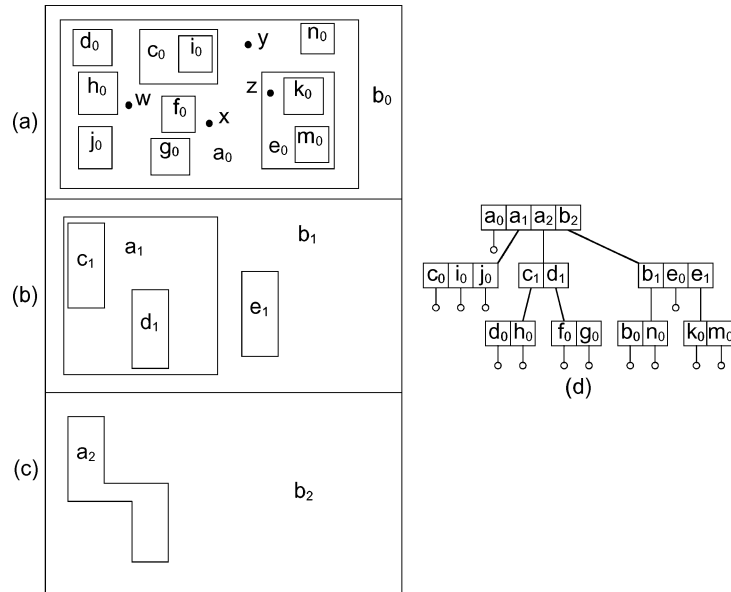 (a)
d₀ c₀ i₀ y n₀
h₀ w f₀ x z k₀ b₀
j₀ g₀ a₀ e₀ m₀
(b)
c₁ a₁ b₁
d₁ e₁
(c)
a₂
b₂
a₀ a₁ a₂ b₂
c₀ i₀ j₀ c₁ d₁ b₁ e₀ e₁
d₀ h₀ f₀ g₀ b₀ n₀ k₀ m₀
(d)